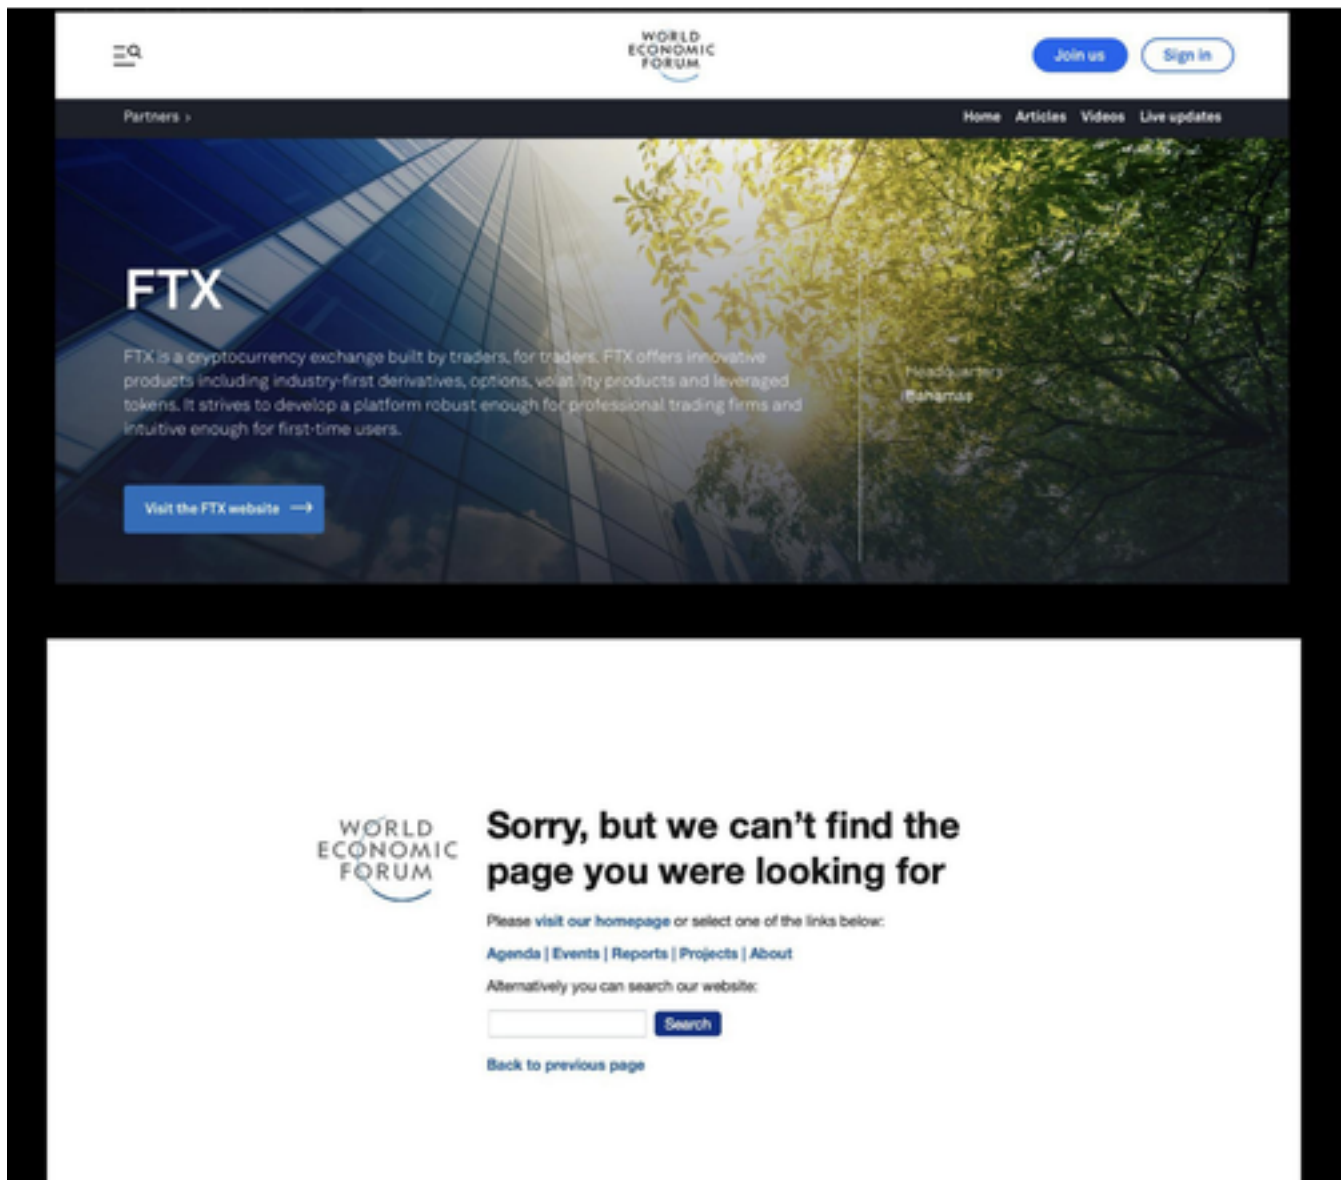 WORLD
ECONOMIC
FORUM
Join us
Sign in
Partners ›
Home Articles Videos Live updates
FTX
FTX is a cryptocurrency exchange built by traders, for traders. FTX offers innovative
products including industry-first derivatives, options, volatility products and leveraged
tokens. It strives to develop a platform robust enough for professional trading firms and
intuitive enough for first-time users.
Headquarters
Bahamas
Visit the FTX website →
WORLD
ECONOMIC
FORUM
Sorry, but we can't find the
page you were looking for
Please visit our homepage or select one of the links below:
Agenda | Events | Reports | Projects | About
Alternatively you can search our website:
Search
Back to previous page